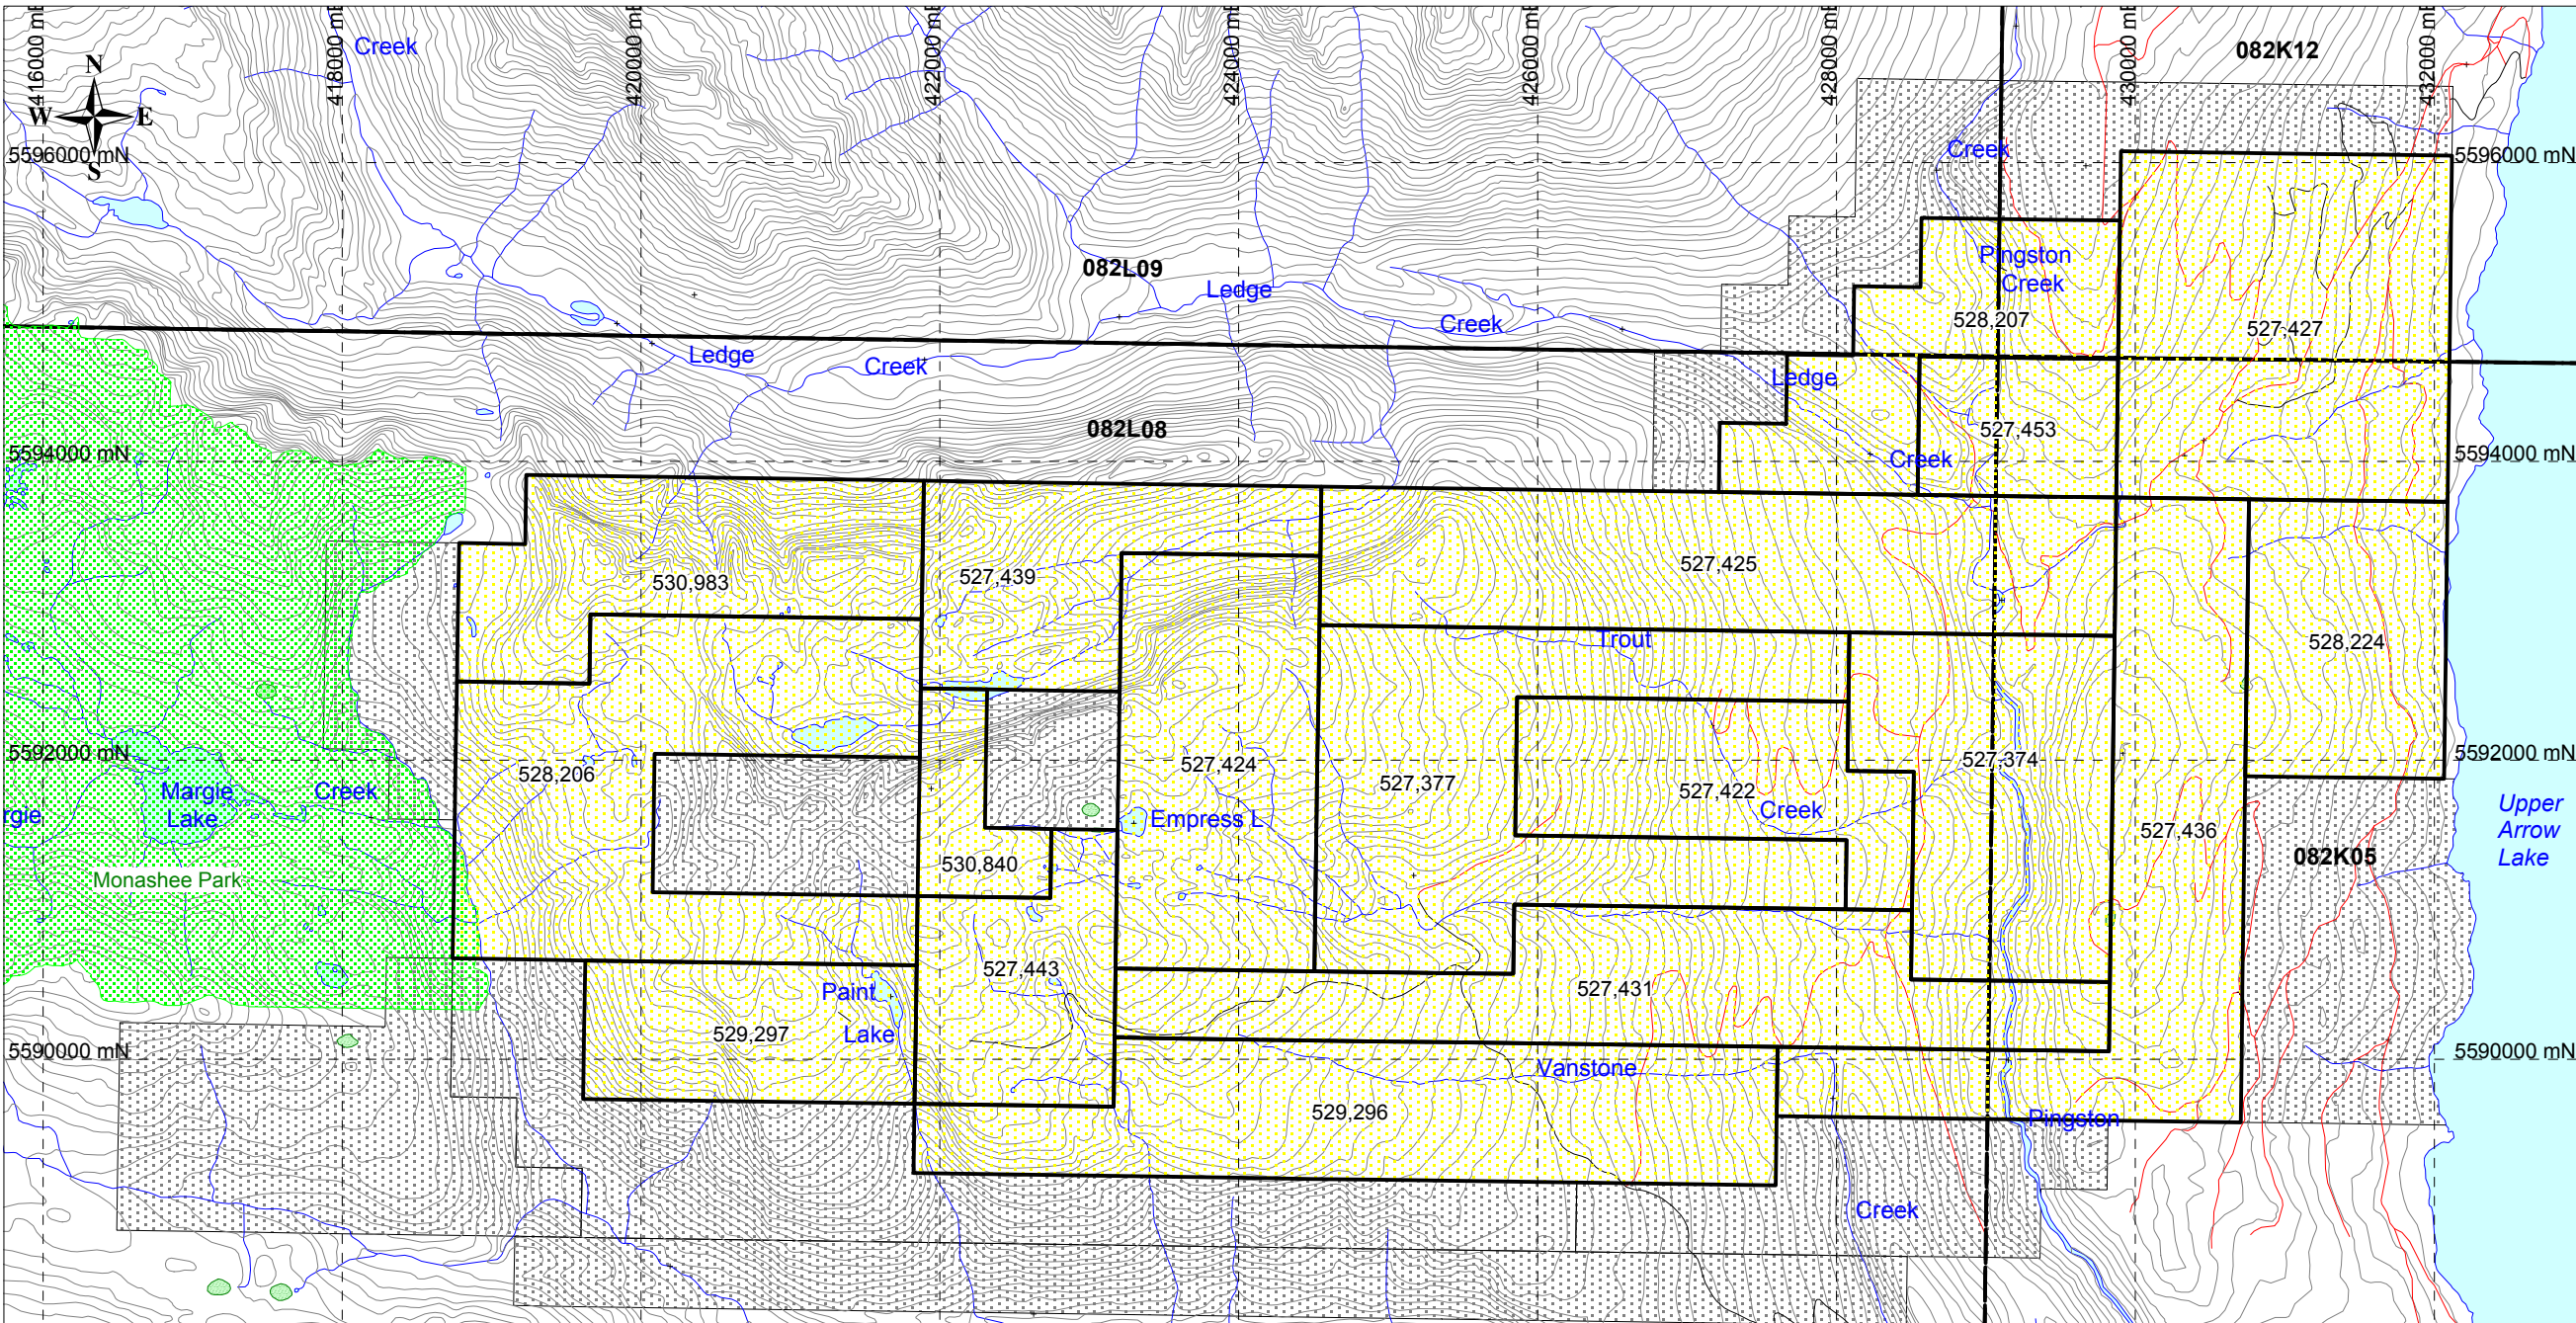 416000 mE
418000 mE
420000 mE
422000 mE
424000 mE
426000 mE
428000 mE
430000 mE
432000 mE
Creek
082K12
N
W
E
S
Creek
5596000 mN
5596000 mN
Pingston
Creek
082L09
Ledge
Creek
528,207
527,427
Ledge
Creek
Ledge
082L08
527,453
5594000 mN
Creek
5594000 mN
530,983
527,439
527,425
Trout
528,224
5592000 mN
5592000 mN
528,206
527,424
527,377
527,374
527,422
Creek
Margie
Lake
Creek
rgie
Empress L
527,436
Upper
Arrow
Lake
082K05
530,840
Monashee Park
527,443
Paint
Lake
527,431
529,297
5590000 mN
5590000 mN
Vanstone
529,296
Pingston
Creek